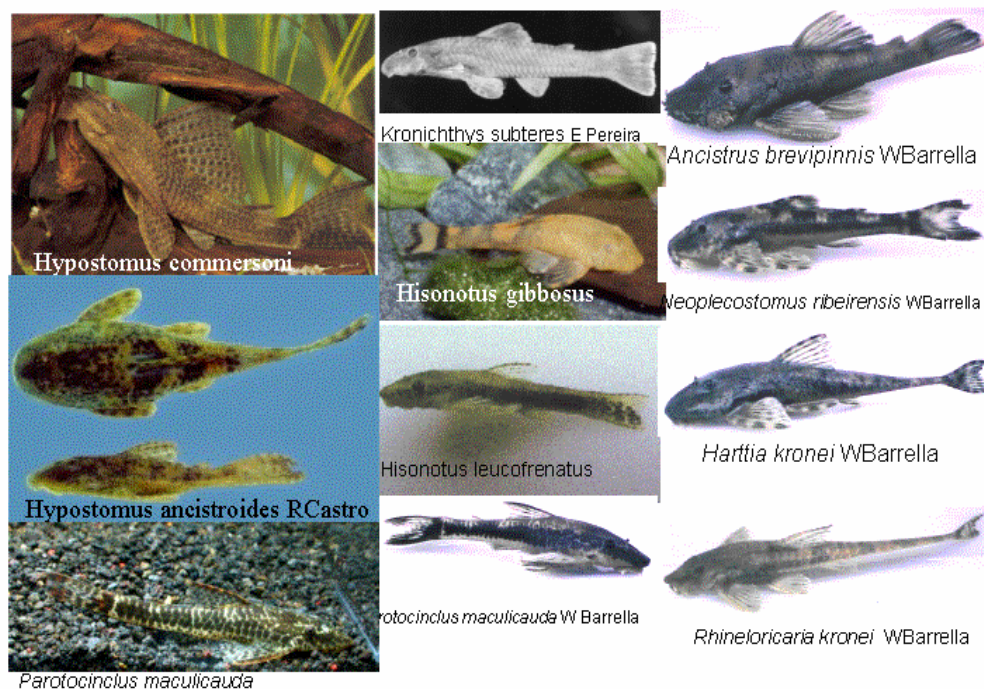 Hypostomus commersoni
Hypostomus ancistroides RCastro
Parotocinclus maculicauda
Kronichthys subteres E Pereira
Hisonotus gibbosus
Hisonotus leucofrenatus
rotocinclus maculicauda W Barrella
Ancistrus brevipinnis WBarrella
Neoplecostomus ribeirensis WBarrella
Harttia kronei WBarrella
Rhineloricaria kronei WBarrella